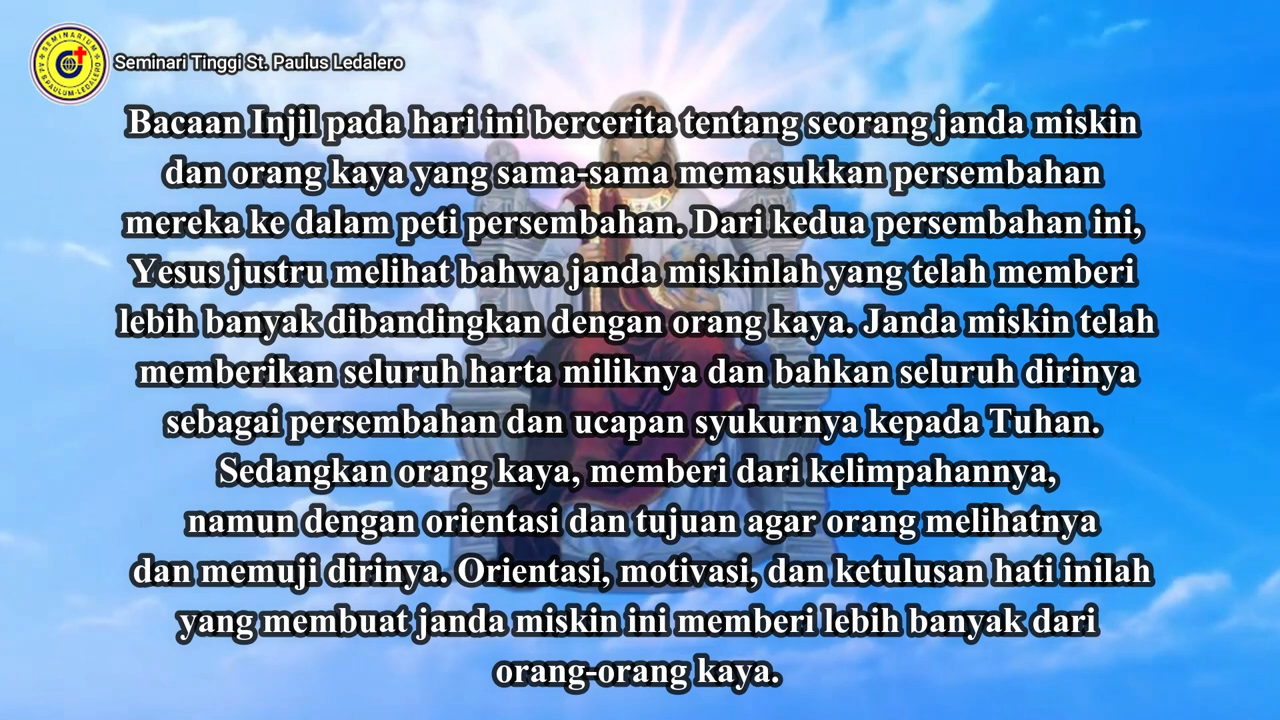 SEMINARIUM
Seminari Tinggi St. Paulus Ledalero
Bacaan Injil pada hari ini bercerita tentang seorang janda miskin
dan orang kaya yang sama-sama memasukkan persembahan
mereka ke dalam peti persembahan. Dari kedua persembahan ini,
Yesus justru melihat bahwa janda miskinlah yang telah memberi
lebih banyak dibandingkan dengan orang kaya. Janda miskin telah
memberikan seluruh harta miliknya dan bahkan seluruh dirinya
sebagai persembahan dan ucapan syukurnya kepada Tuhan.
Sedangkan orang kaya, memberi dari kelimpahannya,
namun dengan orientasi dan tujuan agar orang melihatnya
dan memuji dirinya. Orientasi, motivasi, dan ketulusan hati inilah
yang membuat janda miskin ini memberi lebih banyak dari
orang-orang kaya.